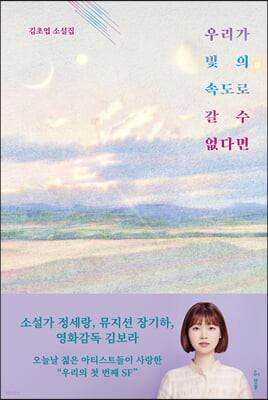 김초엽 소설집
우리가
빛의
속도로
갈 수
없다면
소설가 정세랑, 뮤지션 장기하,
영화감독 김보라
오늘날 젊은 아티스트들이 사랑한
“우리의 첫 번째 SF”
허블